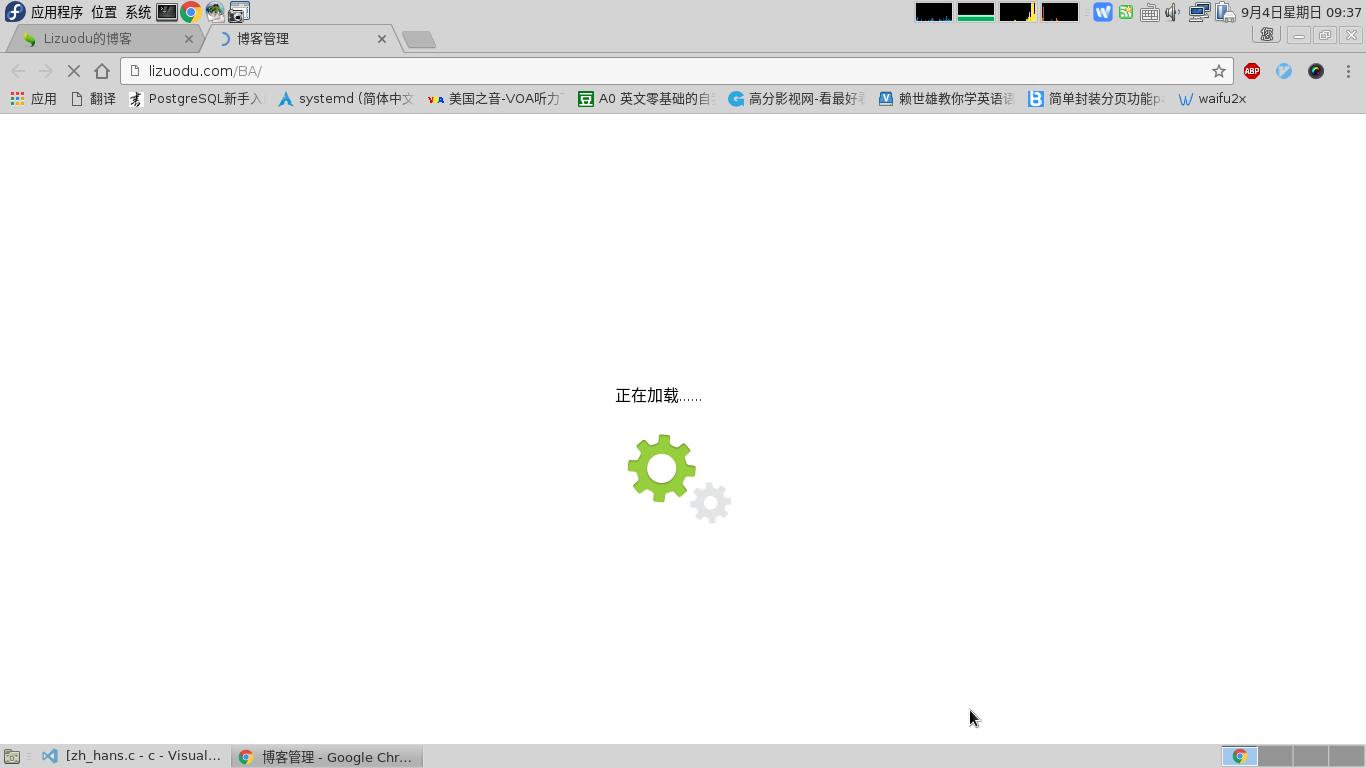 应用程序 位置 系统 9月4日星期日 09:37
Lizuodu的博客 博客管理 您
lizuodu.com/BA/ ABP
应用 翻译 PostgreSQL新手入 systemd (简体中文 美国之音-VOA听力 A0 英文零基础的自 高分影视网-看最好 赖世雄教你学英语 简单封装分页功能p waifu2x
正在加载......
[zh_hans.c - c - Visual... 博客管理 - Google Chr...